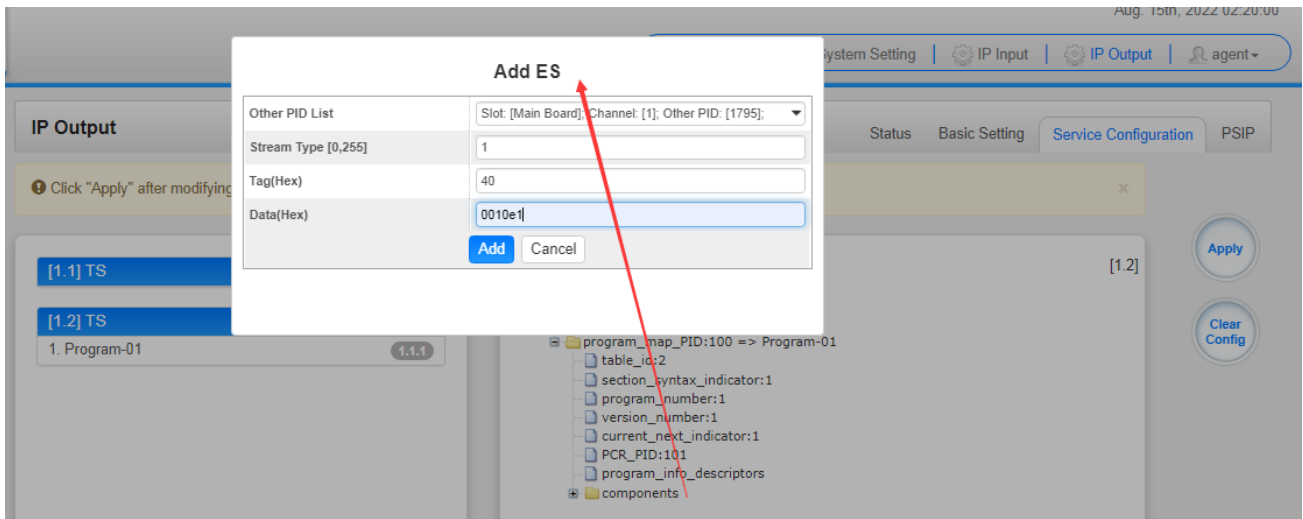 Aug. 15th, 2022 02:20:00
System Setting | IP Input | IP Output | agent
Add ES
Other PID List Slot: [Main Board]; Channel: [1]; Other PID: [1795];
Stream Type [0,255] 1
Tag(Hex) 40
Data(Hex) 0010e1
Add Cancel
IP Output
Status Basic Setting Service Configuration PSIP
Click "Apply" after modifying
×
Apply
[1.1] TS
[1.2]
[1.2] TS
Clear Config
1. Program-01 1.1.1
program_map_PID:100 => Program-01
table_id:2
section_syntax_indicator:1
program_number:1
version_number:1
current_next_indicator:1
PCR_PID:101
program_info_descriptors
components